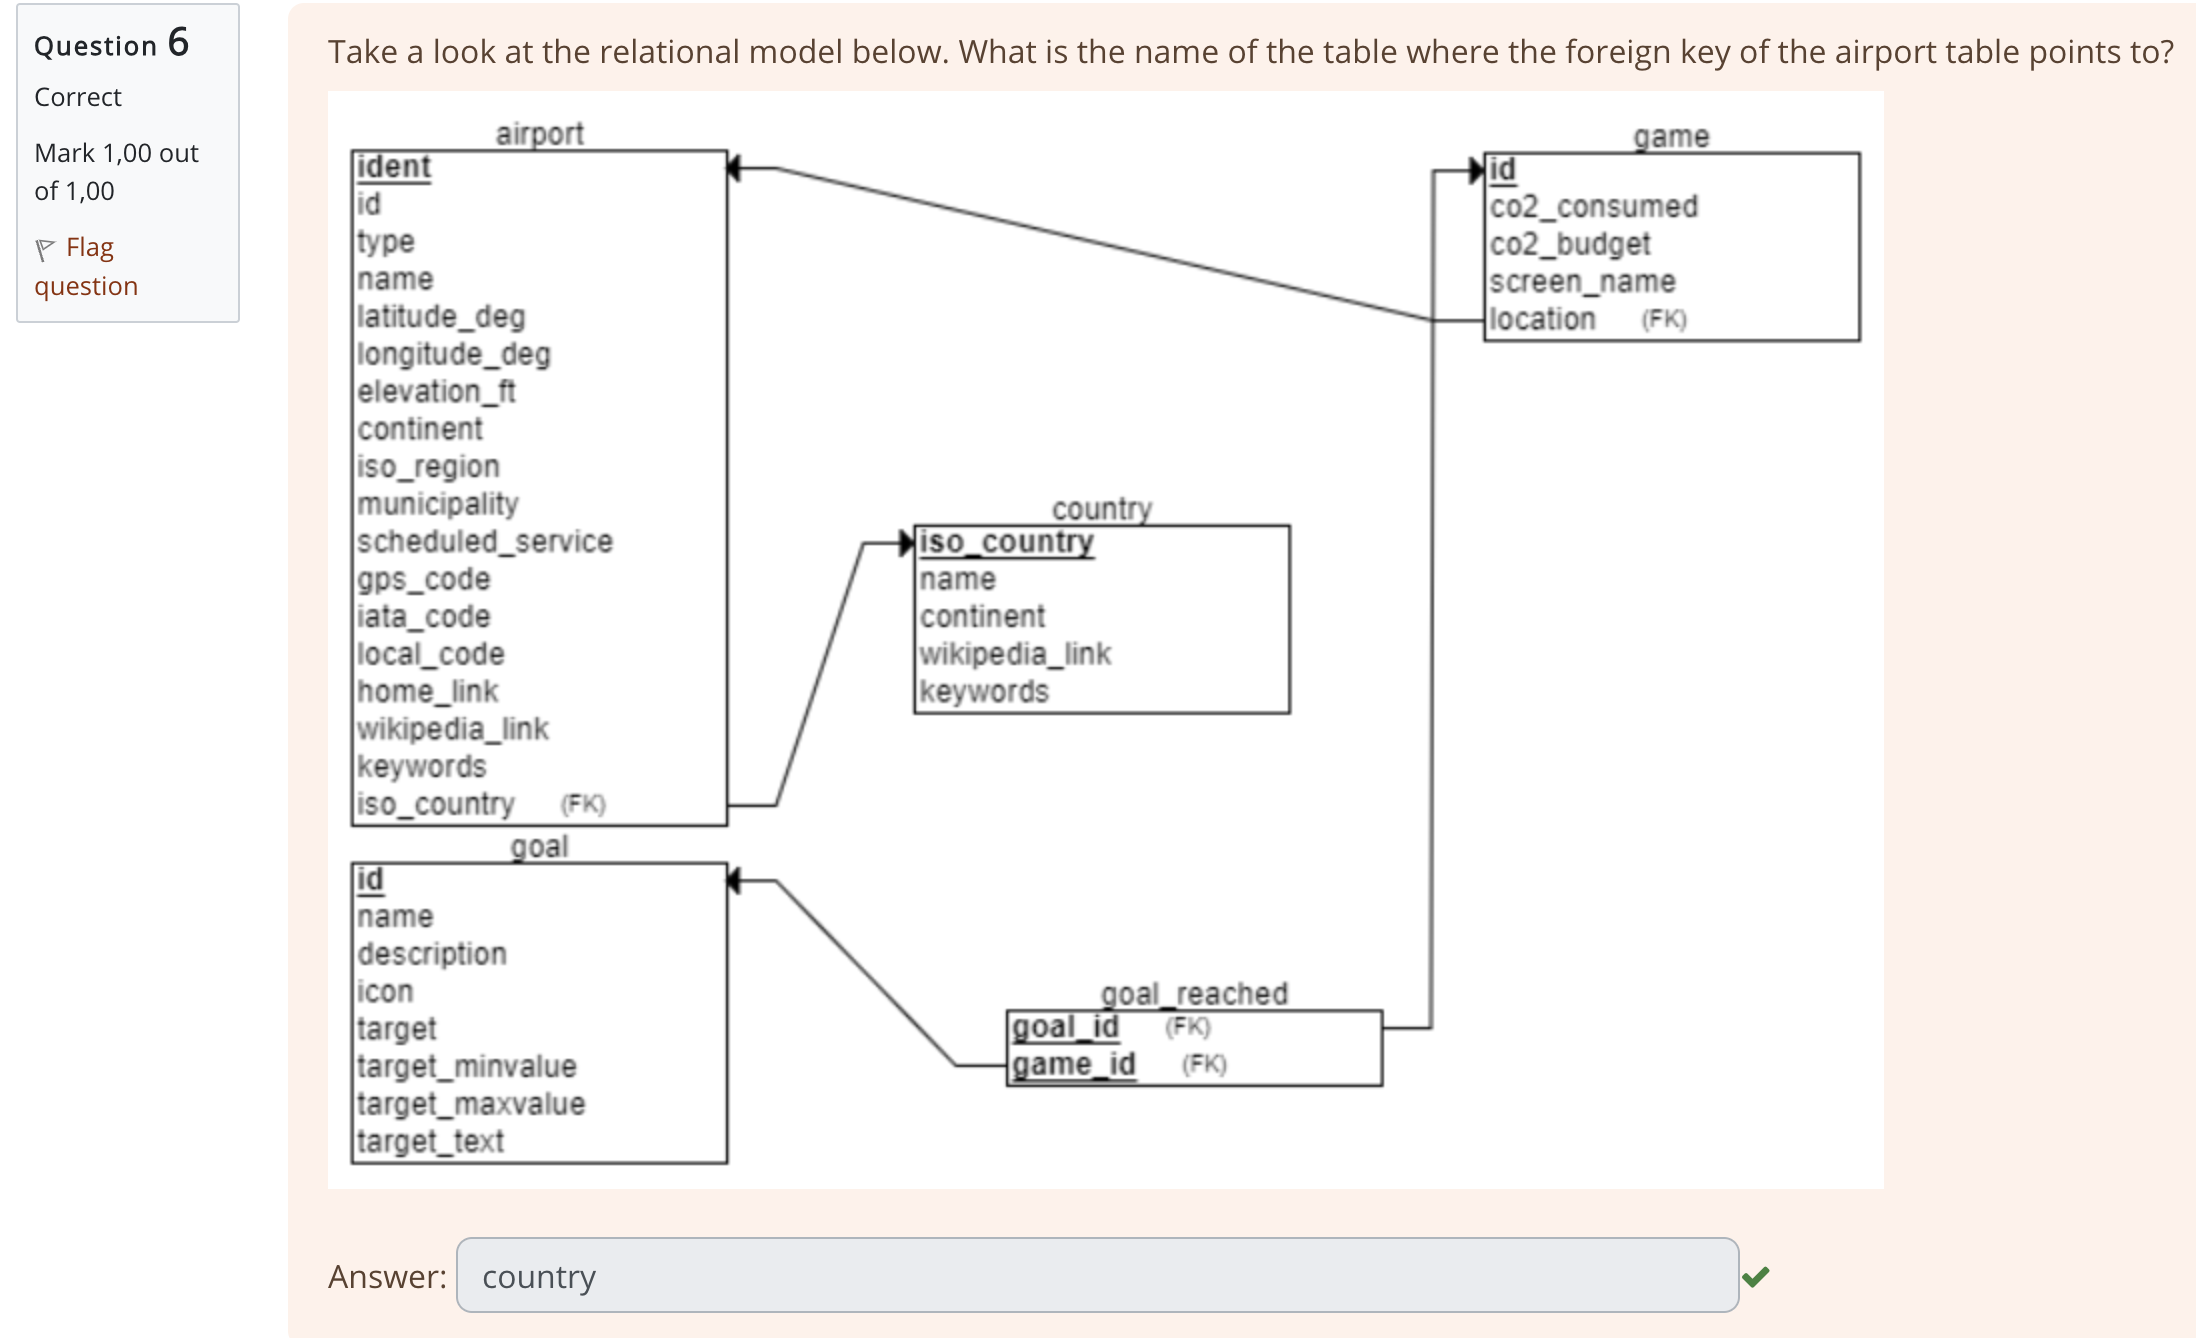 Question 6
Correct
Mark 1,00 out
of 1,00
Flag
question
Take a look at the relational model below. What is the name of the table where the foreign key of the airport table points to?
airport
ident
id
type
name
latitude_deg
longitude_deg
elevation_ft
continent
iso_region
municipality
scheduled_service
gps_code
iata_code
local_code
home_link
wikipedia_link
keywords
iso_country (FK)
game
id
co2_consumed
co2_budget
screen_name
location (FK)
country
iso_country
name
continent
wikipedia_link
keywords
goal
id
name
description
icon
target
target_minvalue
target_maxvalue
target_text
goal_reached
goal_id (FK)
game_id (FK)
Answer: country